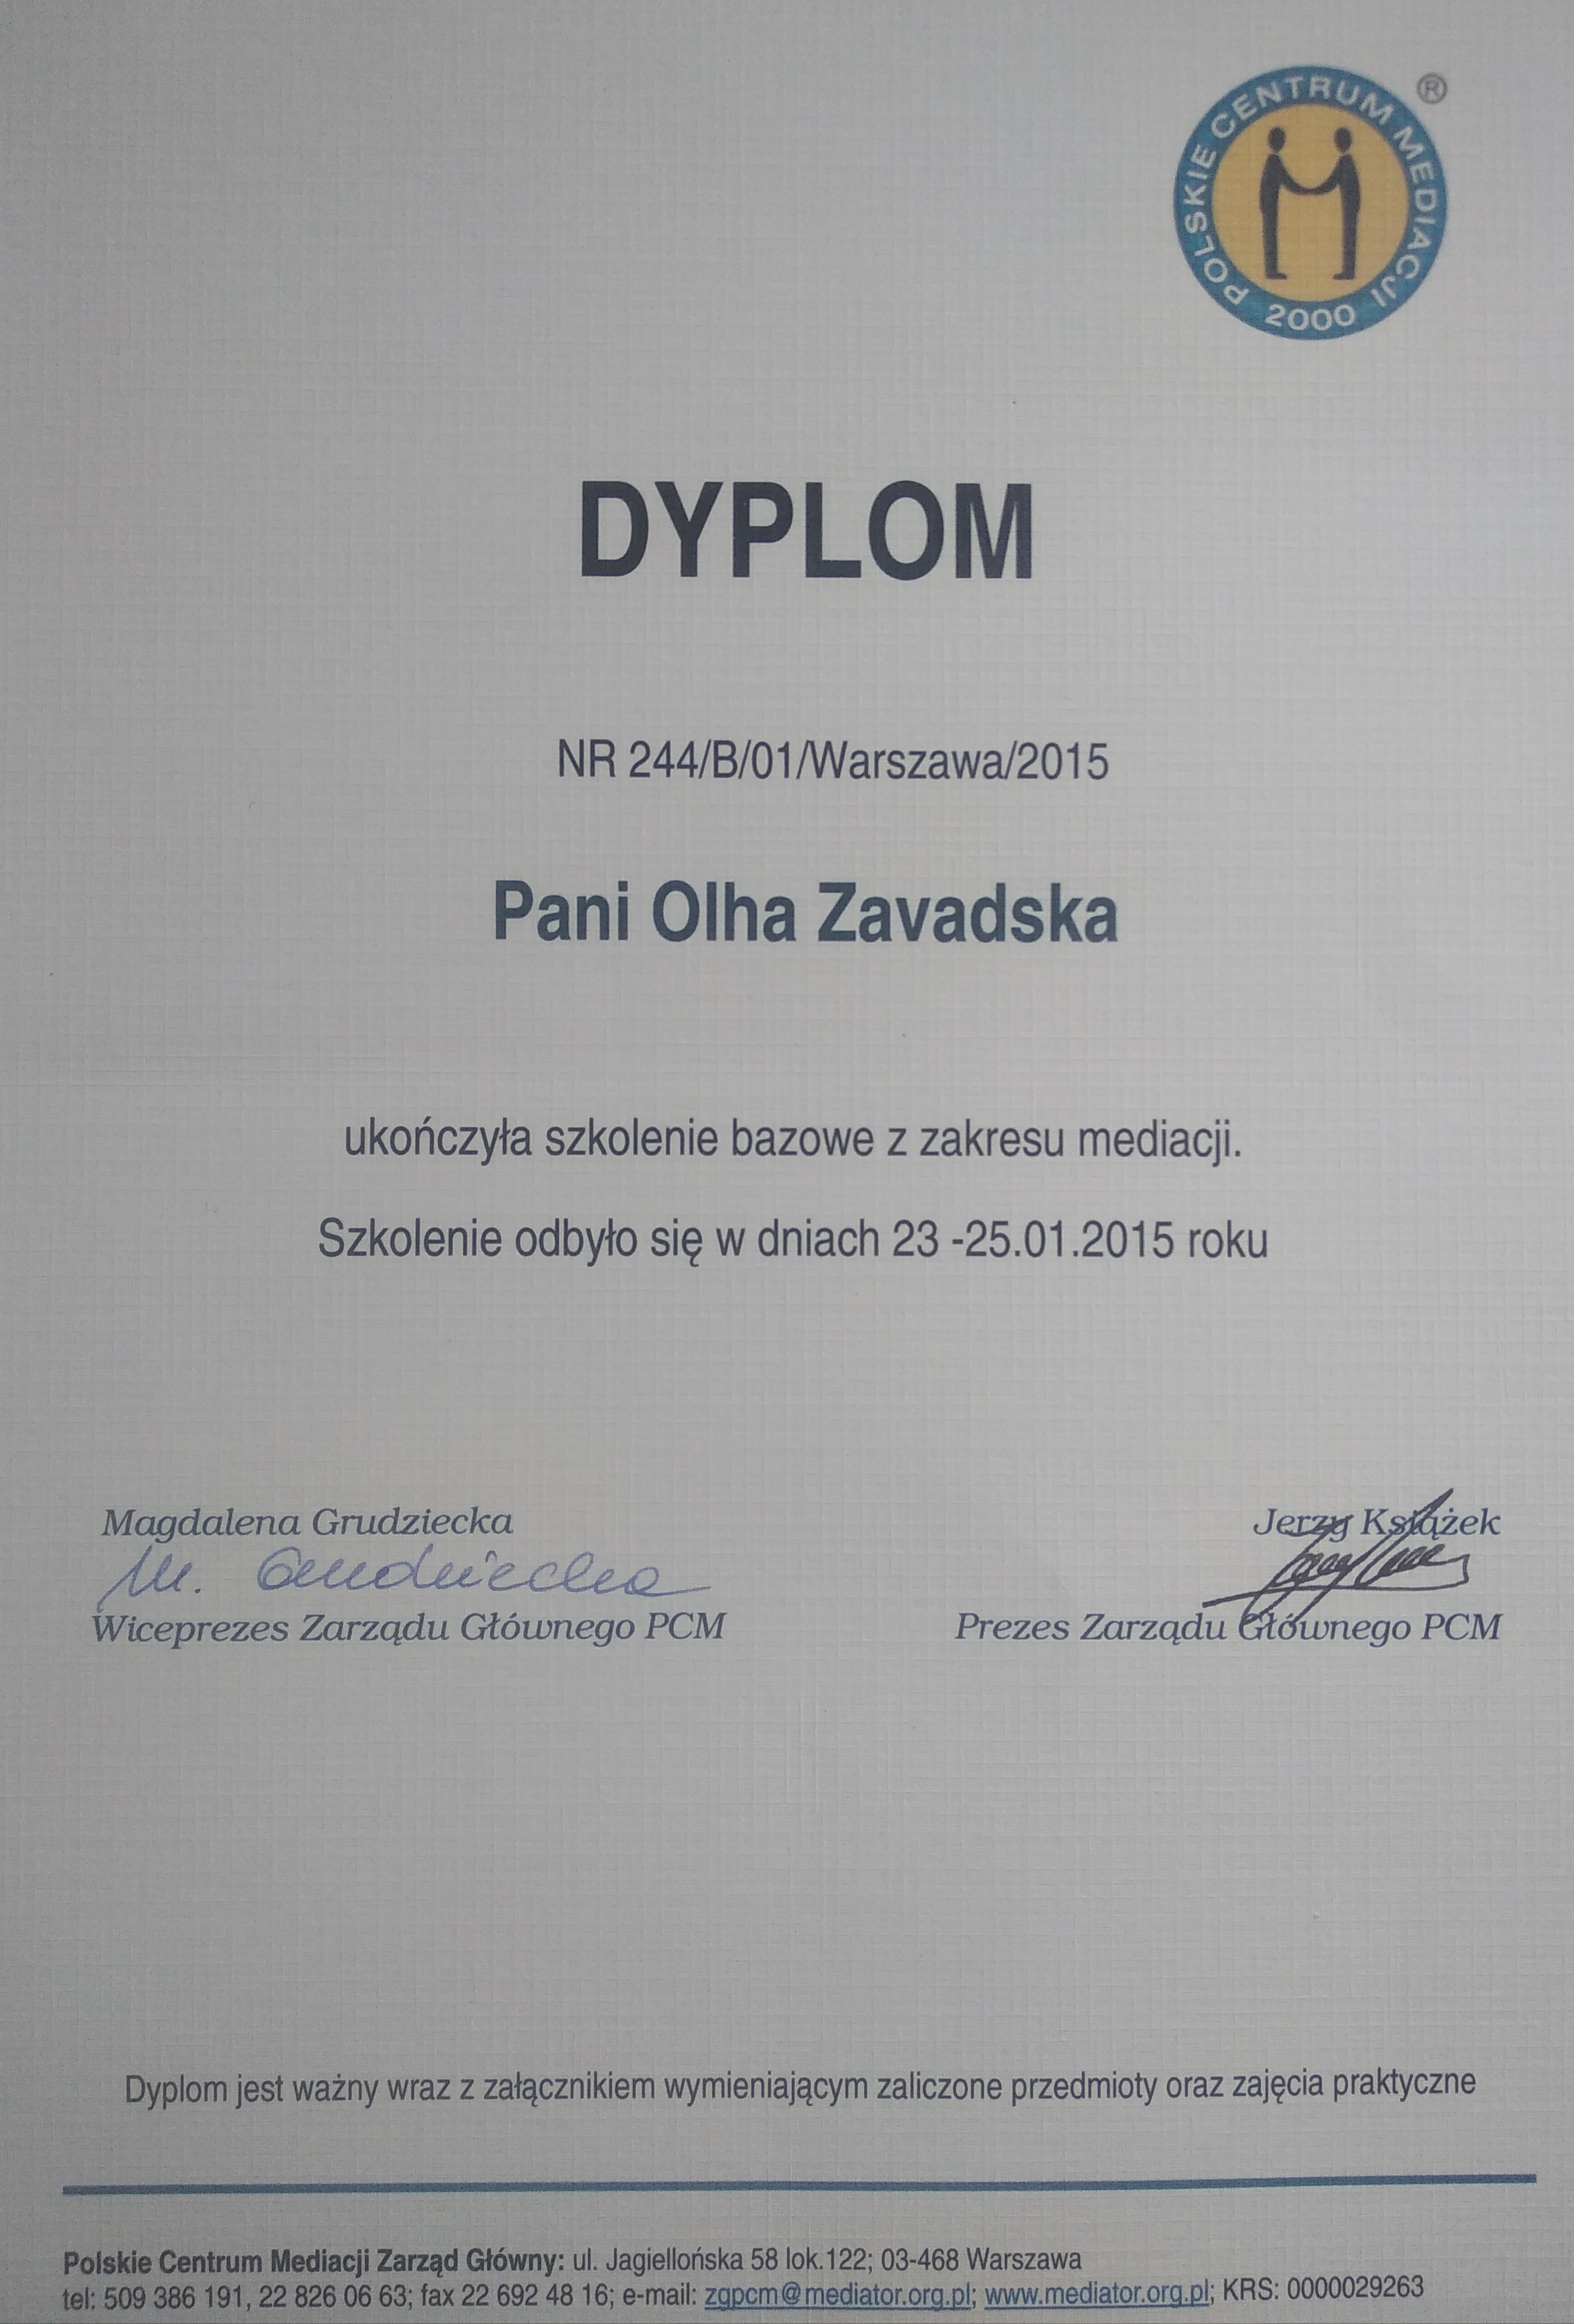 POLSKIE CENTRUM MEDIACJI ®
2000
DYPLOM
NR 244/B/01/Warszawa/2015
Pani Olha Zavadska
ukończyła szkolenie bazowe z zakresu mediacji.
Szkolenie odbyło się w dniach 23 -25.01.2015 roku
Magdalena Grudziecka
M. Grudziecka
Wiceprezes Zarządu Głównego PCM
Jerzy Książek
Prezes Zarządu Głównego PCM
Dyplom jest ważny wraz z załącznikiem wymieniającym zaliczone przedmioty oraz zajęcia praktyczne
Polskie Centrum Mediacji Zarząd Główny: ul. Jagiellońska 58 lok.122; 03-468 Warszawa
tel: 509 386 191, 22 826 06 63; fax 22 692 48 16; e-mail: zgpcm@mediator.org.pl; www.mediator.org.pl; KRS: 0000029263